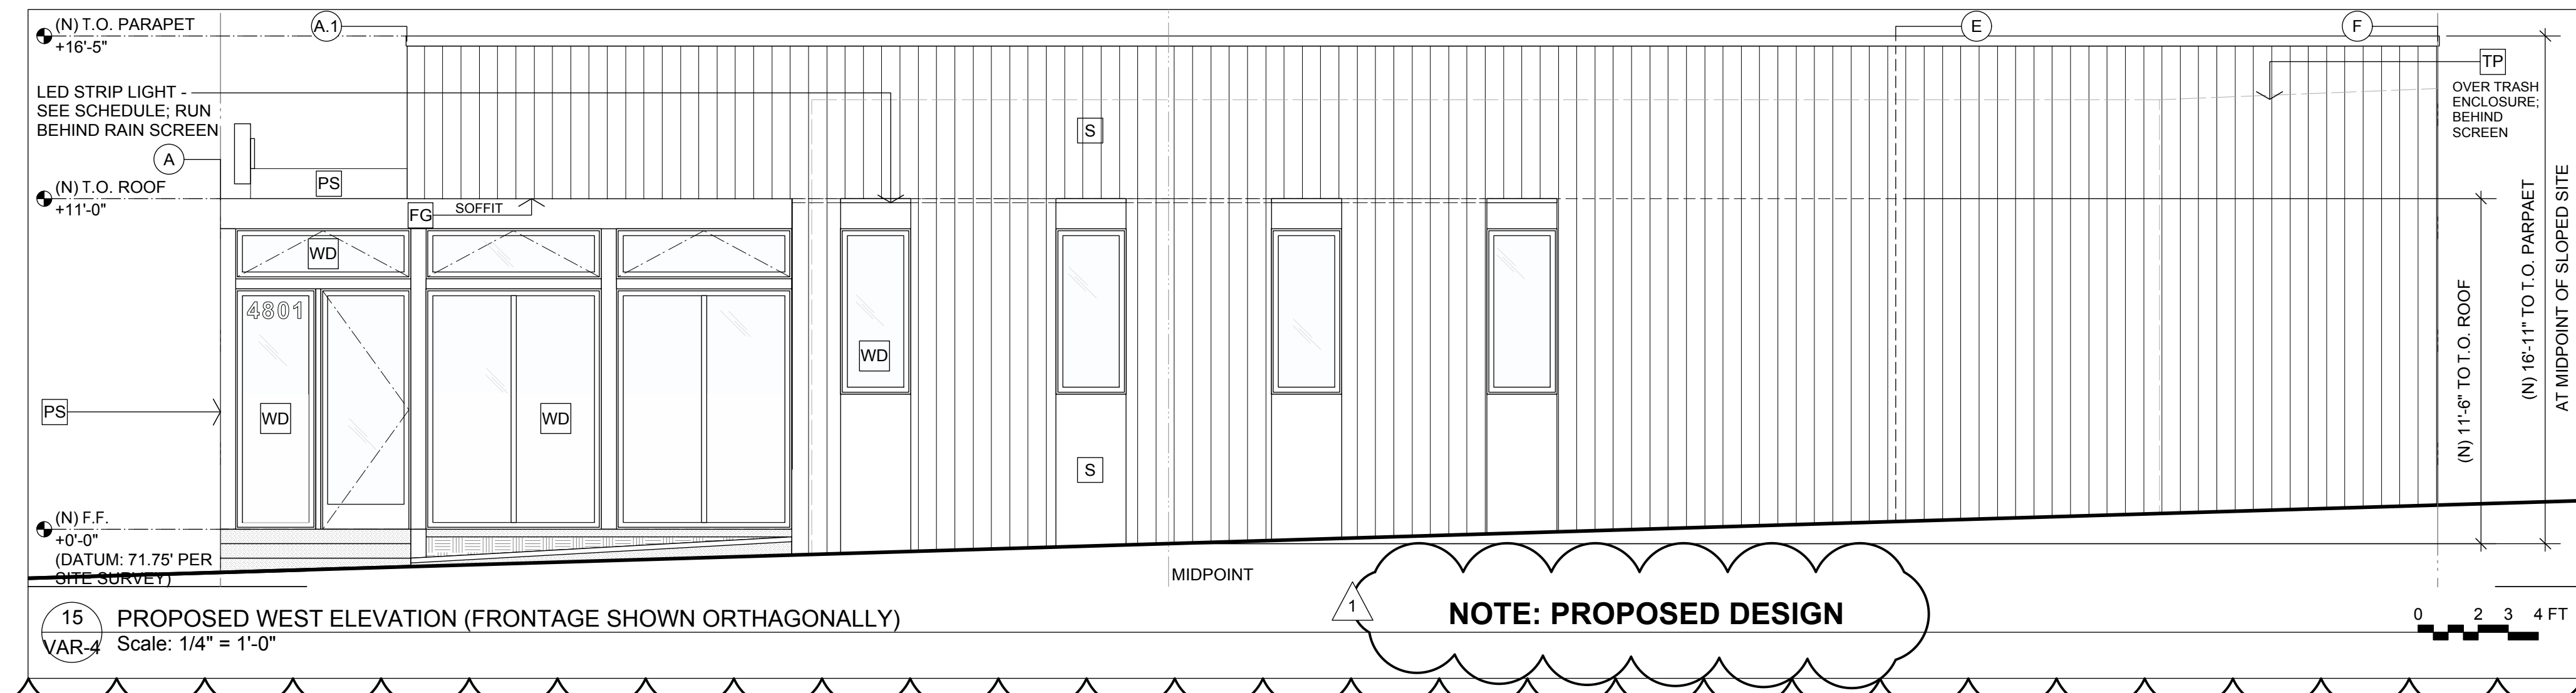 (N) T.O. PARAPET
+16'-5"
A.1
E
F
LED STRIP LIGHT -
SEE SCHEDULE; RUN
BEHIND RAIN SCREEN
TP
OVER TRASH
ENCLOSURE;
BEHIND
SCREEN
S
A
PS
(N) T.O. ROOF
+11'-0"
FG
SOFFIT
WD
4801
WD
PS
WD
WD
S
(N) 11'-6" TO T.O. ROOF
(N) 16'-11" TO T.O. PARPAET
AT MIDPOINT OF SLOPED SITE
(N) F.F.
+0'-0"
(DATUM: 71.75' PER
SITE SURVEY)
MIDPOINT
15
VAR-4
PROPOSED WEST ELEVATION (FRONTAGE SHOWN ORTHAGONALLY)
Scale: 1/4" = 1'-0"
1
NOTE: PROPOSED DESIGN
0 2 3 4 FT